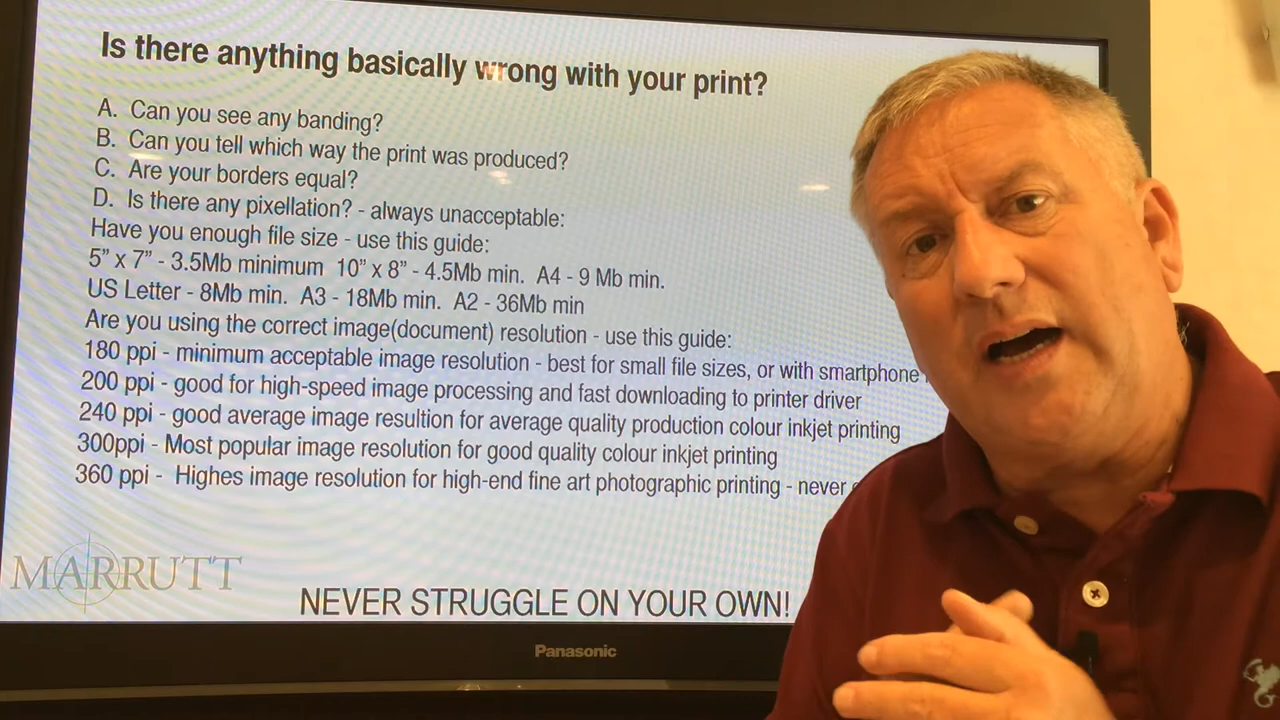 Is there anything basically wrong with your print?
A. Can you see any banding?
B. Can you tell which way the print was produced?
C. Are your borders equal?
D. Is there any pixellation? - always unacceptable:
Have you enough file size - use this guide:
5” x 7” - 3.5Mb minimum 10” x 8” - 4.5Mb min. A4 - 9 Mb min.
US Letter - 8Mb min. A3 - 18Mb min. A2 - 36Mb min
Are you using the correct image(document) resolution - use this guide:
180 ppi - minimum acceptable image resolution - best for small file sizes, or with smartphone
200 ppi - good for high-speed image processing and fast downloading to printer driver
240 ppi - good average image resultion for average quality production colour inkjet printing
300ppi - Most popular image resolution for good quality colour inkjet printing
360 ppi - Highes image resolution for high-end fine art photographic printing - never
MARRUTT
NEVER STRUGGLE ON YOUR OWN!
Panasonic